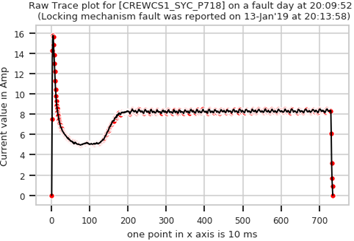 Raw Trace plot for [CREWCS1_SYC_P718] on a fault day at 20:09:52
(Locking mechanism fault was reported on 13-Jan'19 at 20:13:58)
Current value in Amp
16
14
12
10
8
6
4
2
0
0 100 200 300 400 500 600 700
one point in x axis is 10 ms